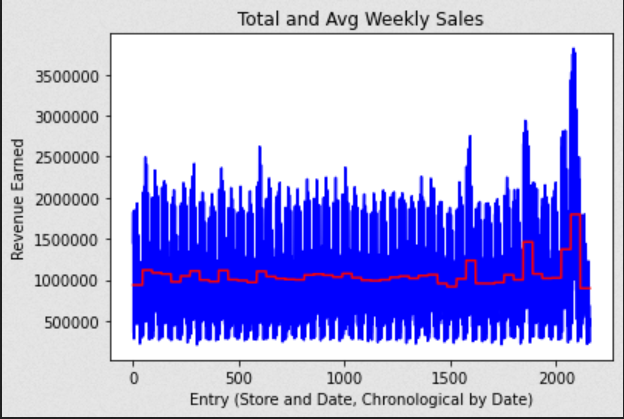 Total and Avg Weekly Sales
3500000
3000000
2500000
2000000
1500000
1000000
500000
Revenue Earned
0 500 1000 1500 2000
Entry (Store and Date, Chronological by Date)